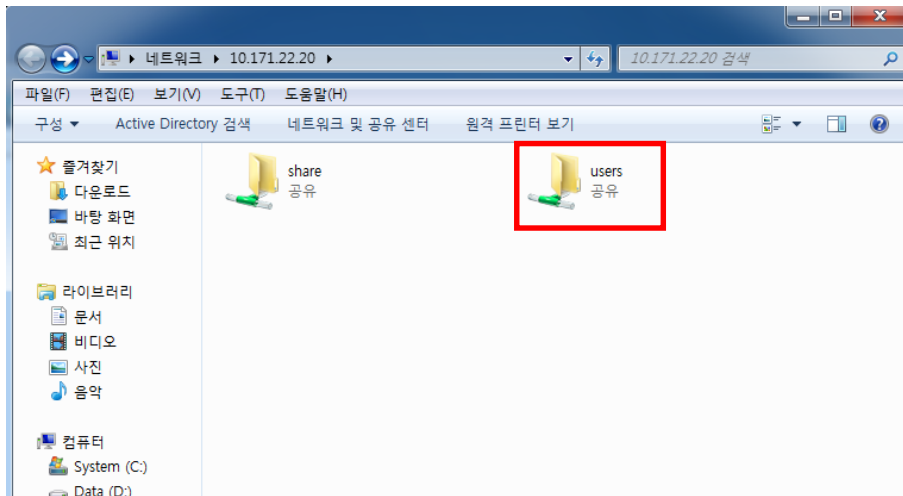 네트워크 ▸ 10.171.22.20 ▸
10.171.22.20 검색
파일(F) 편집(E) 보기(V) 도구(T) 도움말(H)
구성 Active Directory 검색 네트워크 및 공유 센터 원격 프린터 보기
즐겨찾기
다운로드
바탕 화면
최근 위치
라이브러리
문서
비디오
사진
음악
컴퓨터
System (C:)
Data (D:)
share
공유
users
공유